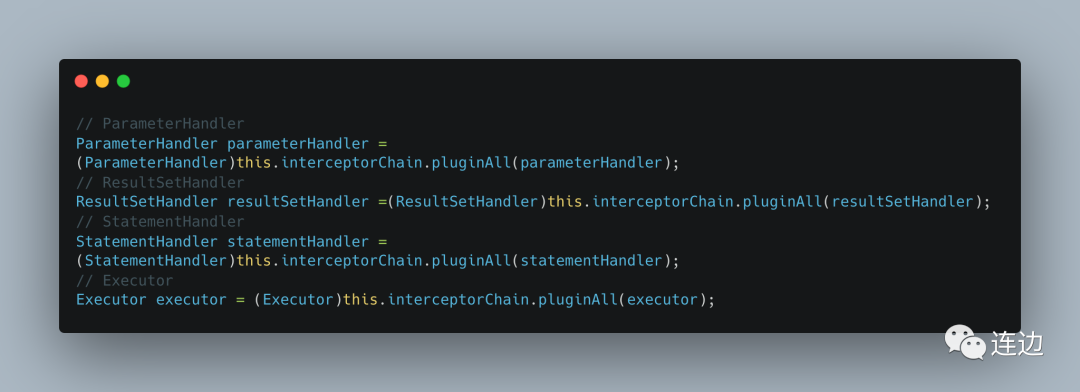 // ParameterHandler
ParameterHandler parameterHandler =
(ParameterHandler)this.interceptorChain.pluginAll(parameterHandler);
// ResultSetHandler
ResultSetHandler resultSetHandler =(ResultSetHandler)this.interceptorChain.pluginAll(resultSetHandler);
// StatementHandler
StatementHandler statementHandler =
(StatementHandler)this.interceptorChain.pluginAll(statementHandler);
// Executor
Executor executor = (Executor)this.interceptorChain.pluginAll(executor);
连边